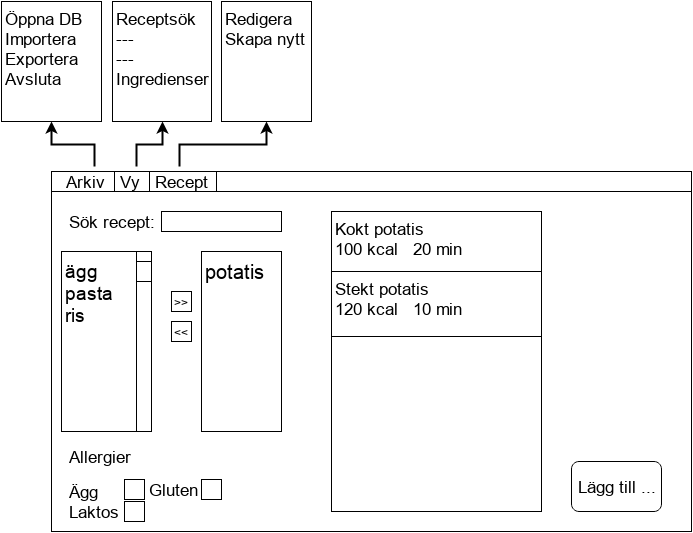 Öppna DB
Importera
Exportera
Avsluta
Receptsök
---
---
Ingredienser
Redigera
Skapa nytt
Arkiv Vy Recept
Sök recept:
ägg
pasta
ris
>>
<<
potatis
Kokt potatis
100 kcal 20 min
Stekt potatis
120 kcal 10 min
Allergier
Ägg Gluten
Laktos
Lägg till ...